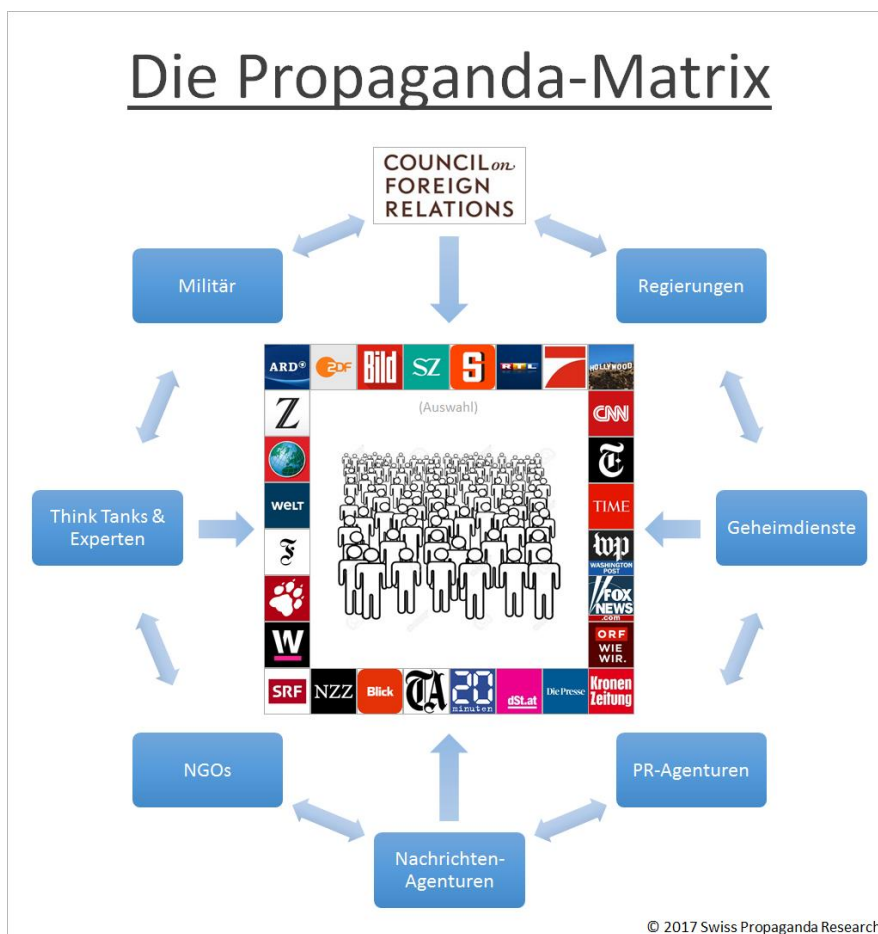 Die Propaganda-Matrix
COUNCIL on
FOREIGN
RELATIONS
Militär
Regierungen
ARD
ZDF
Bild
SZ
S
RTL
HOLLYWOOD
(Auswahl)
Z
CNN
T
TIME
WELT
Think Tanks &
Experten
Geheimdienste
F
wp
WASHINGTON
POST
FOX
NEWS
.com
W
ORF
WIE
WIR.
SRF
NZZ
Blick
TA
20
minuten
dSt.at
Die Presse
Kronen
Zeitung
NGOs
PR-Agenturen
Nachrichten-
Agenturen
© 2017 Swiss Propaganda Research